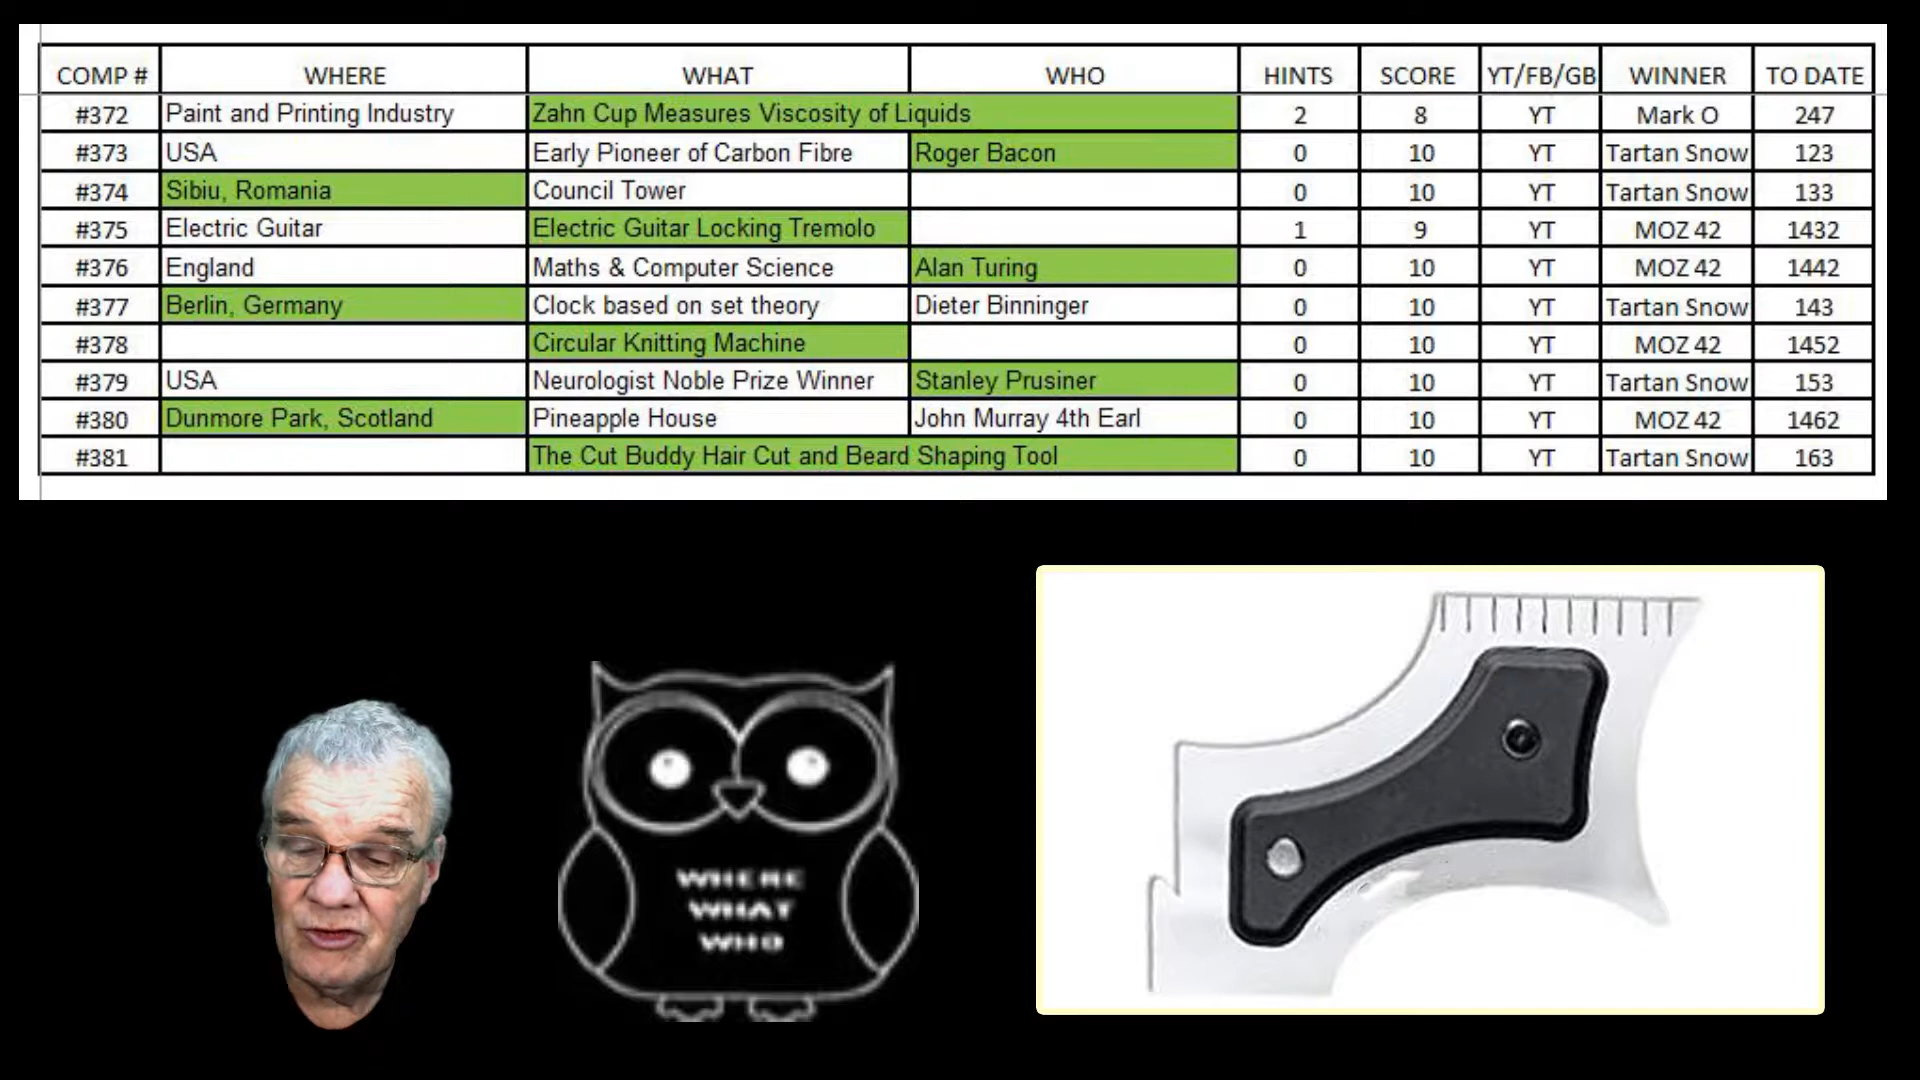 COMP # WHERE WHAT WHO HINTS SCORE YT/FB/GB WINNER TO DATE
#372 Paint and Printing Industry Zahn Cup Measures Viscosity of Liquids 2 8 YT Mark O 247
#373 USA Early Pioneer of Carbon Fibre Roger Bacon 0 10 YT Tartan Snow 123
#374 Sibiu, Romania Council Tower 0 10 YT Tartan Snow 133
#375 Electric Guitar Electric Guitar Locking Tremolo 1 9 YT MOZ 42 1432
#376 England Maths & Computer Science Alan Turing 0 10 YT MOZ 42 1442
#377 Berlin, Germany Clock based on set theory Dieter Binninger 0 10 YT Tartan Snow 143
#378 Circular Knitting Machine 0 10 YT MOZ 42 1452
#379 USA Neurologist Noble Prize Winner Stanley Prusiner 0 10 YT Tartan Snow 153
#380 Dunmore Park, Scotland Pineapple House John Murray 4th Earl 0 10 YT MOZ 42 1462
#381 The Cut Buddy Hair Cut and Beard Shaping Tool 0 10 YT Tartan Snow 163
WHERE
WHAT
WHO